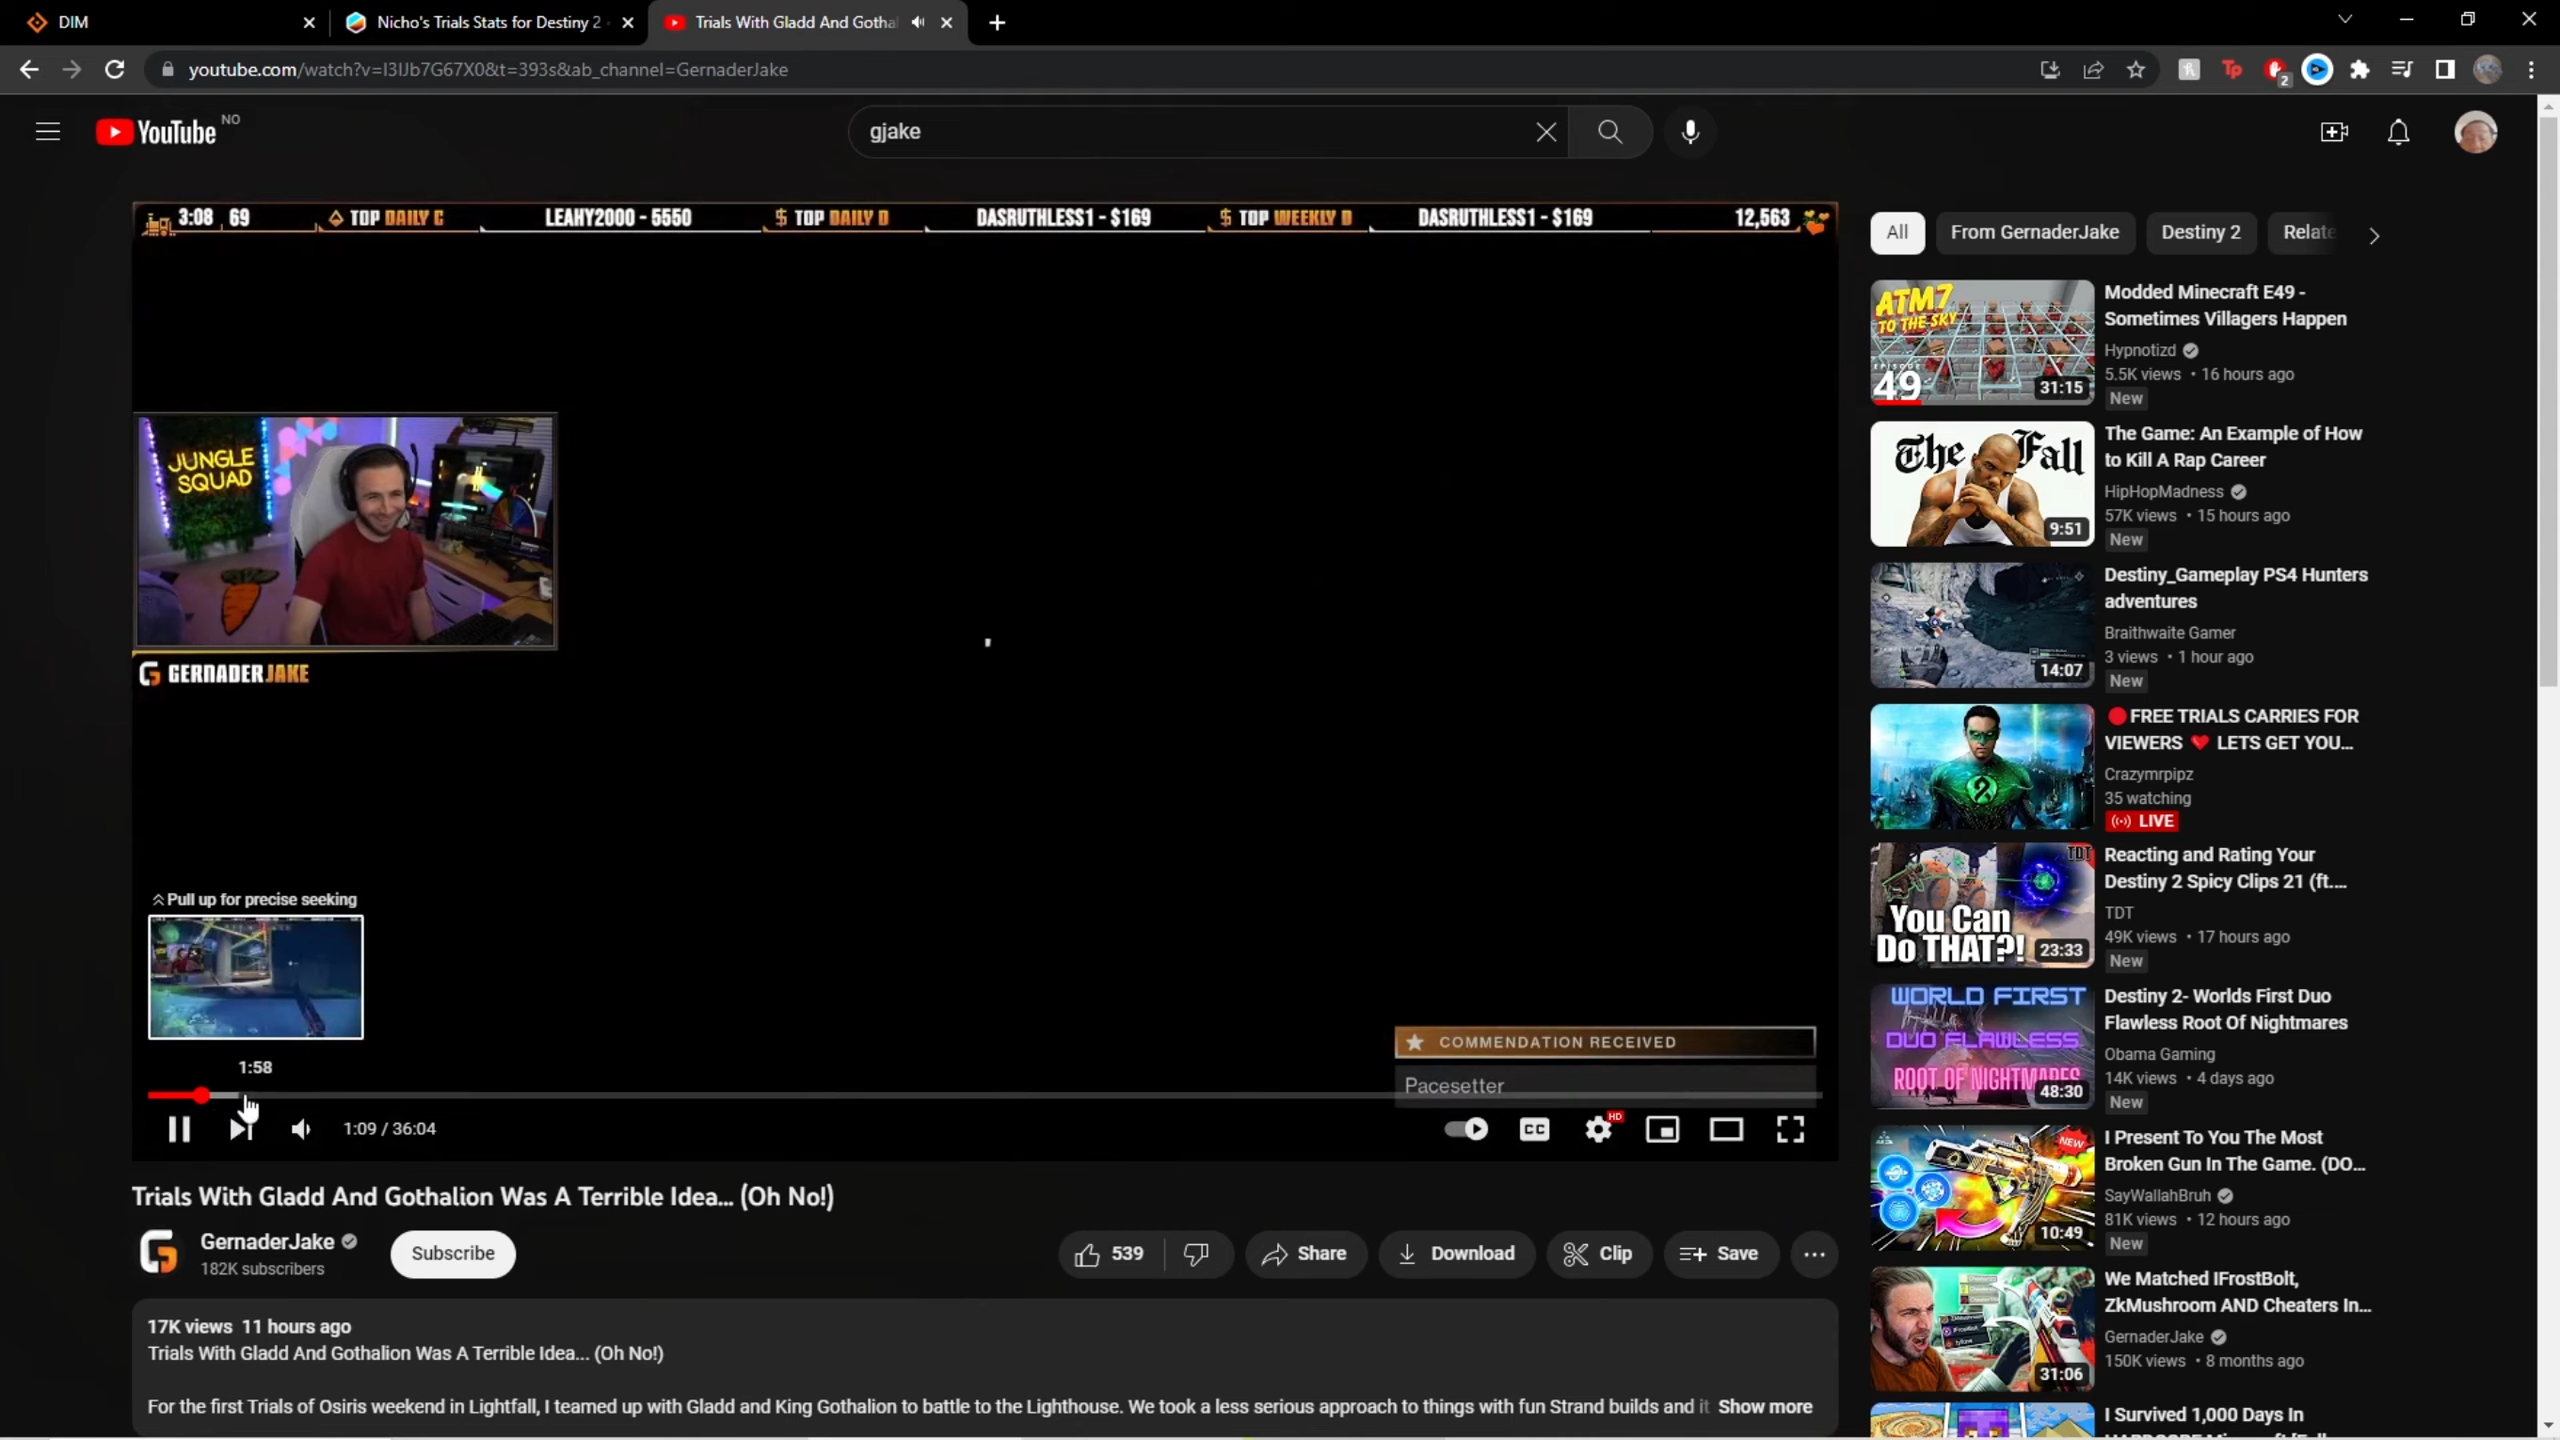 DIM
Nicho's Trials Stats for Destiny 2
Trials With Gladd And Gotha
youtube.com/watch?v=I3IJb7G67X0&t=393s&ab_channel=GernaderJake
2
YouTube NO
gjake
3:08 69 TOP DAILY C LEAHY2000 - 5550 $ TOP DAILY D DASRUTHLESS1 - $169 $ TOP WEEKLY D DASRUTHLESS1 - $169 12,563
JUNGLE
SQUAD
GERNADERJAKE
Pull up for precise seeking
1:58
COMMENDATION RECEIVED
Pacesetter
1:09 / 36:04
CC
HD
Trials With Gladd And Gothalion Was A Terrible Idea... (Oh No!)
GernaderJake
182K subscribers
Subscribe
539
Share
Download
Clip
Save
17K views 11 hours ago
Trials With Gladd And Gothalion Was A Terrible Idea... (Oh No!)
For the first Trials of Osiris weekend in Lightfall, I teamed up with Gladd and King Gothalion to battle to the Lighthouse. We took a less serious approach to things with fun Strand builds and it Show more
All
From GernaderJake
Destiny 2
Relate
ATM7
TO THE SKY
EPISODE
49
31:15
Modded Minecraft E49 -
Sometimes Villagers Happen
Hypnotizd
5.5K views • 16 hours ago
New
The Fall
9:51
The Game: An Example of How
to Kill A Rap Career
HipHopMadness
57K views • 15 hours ago
New
14:07
Destiny_Gameplay PS4 Hunters
adventures
Braithwaite Gamer
3 views • 1 hour ago
New
FREE TRIALS CARRIES FOR
VIEWERS LETS GET YOU...
Crazymrpipz
35 watching
LIVE
TDT
You Can
Do THAT?!
23:33
Reacting and Rating Your
Destiny 2 Spicy Clips 21 (ft....
TDT
49K views • 17 hours ago
New
WORLD FIRST
DUO FLAWLESS
ROOT OF NIGHTMARES
48:30
Destiny 2- Worlds First Duo
Flawless Root Of Nightmares
Obama Gaming
14K views • 4 days ago
New
NEW
10:49
I Present To You The Most
Broken Gun In The Game. (DO...
SayWallahBruh
81K views • 12 hours ago
New
31:06
We Matched IFrostBolt,
ZkMushroom AND Cheaters In...
GernaderJake
150K views • 8 months ago
I Survived 1,000 Days In